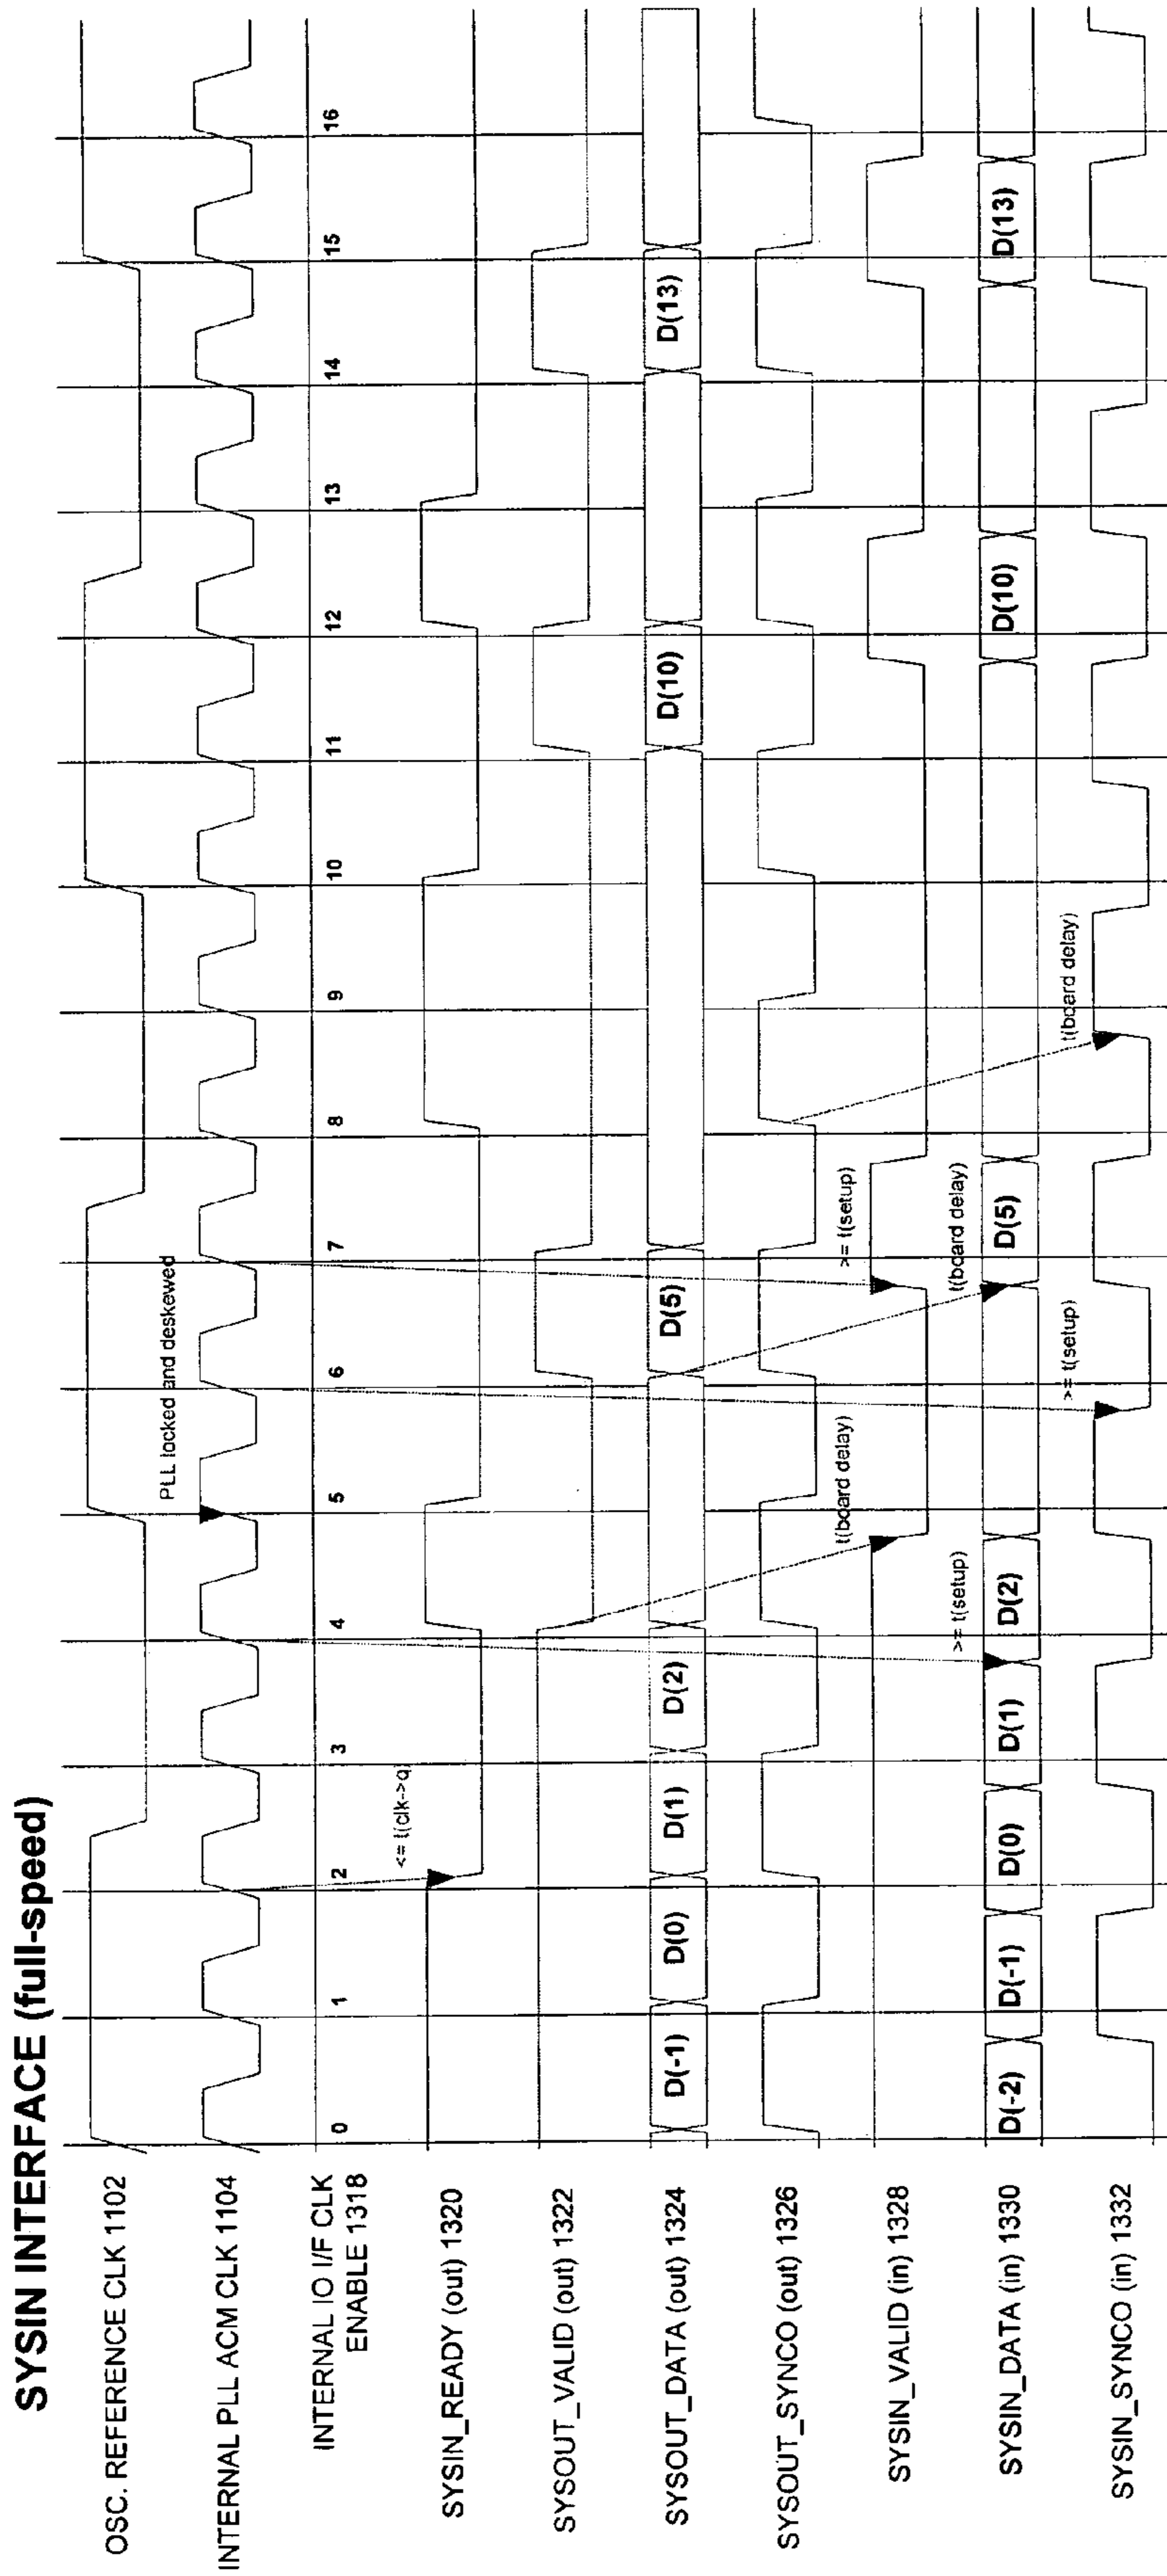 SYSIN INTERFACE (full-speed)
OSC. REFERENCE CLK 1102
PLL locked and deskewed
INTERNAL PLL ACM CLK 1104
INTERNAL IO I/F CLK
ENABLE 1318
0 1 2 3 4 5 6 7 8 9 10 11 12 13 14 15 16
<= t(clk->q)
SYSIN_READY (out) 1320
SYSOUT_VALID (out) 1322
SYSOUT_DATA (out) 1324 D(-1) D(0) D(1) D(2) D(5) D(10) D(13)
SYSOUT_SYNCO (out) 1326
t(board delay) >= t(setup)
SYSIN_VALID (in) 1328
>= t(setup) t(board delay)
SYSIN_DATA (in) 1330 D(-2) D(-1) D(0) D(1) D(2) D(5) D(10) D(13)
>= t(setup) t(board delay)
SYSIN_SYNCO (in) 1332